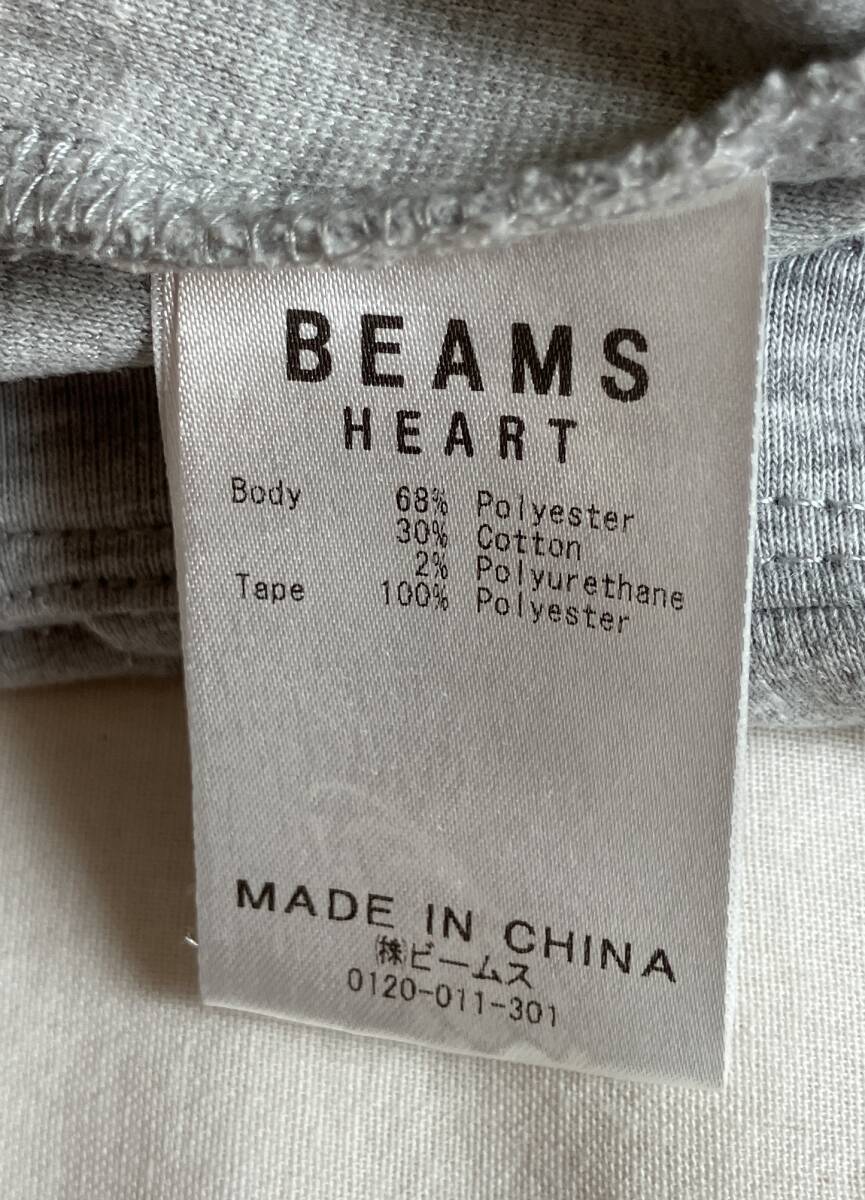 BEAMS
HEART
Body 68% Polyester
30% Cotton
2% Polyurethane
Tape 100% Polyester
MADE IN CHINA
㈱ビームス
0120-011-301